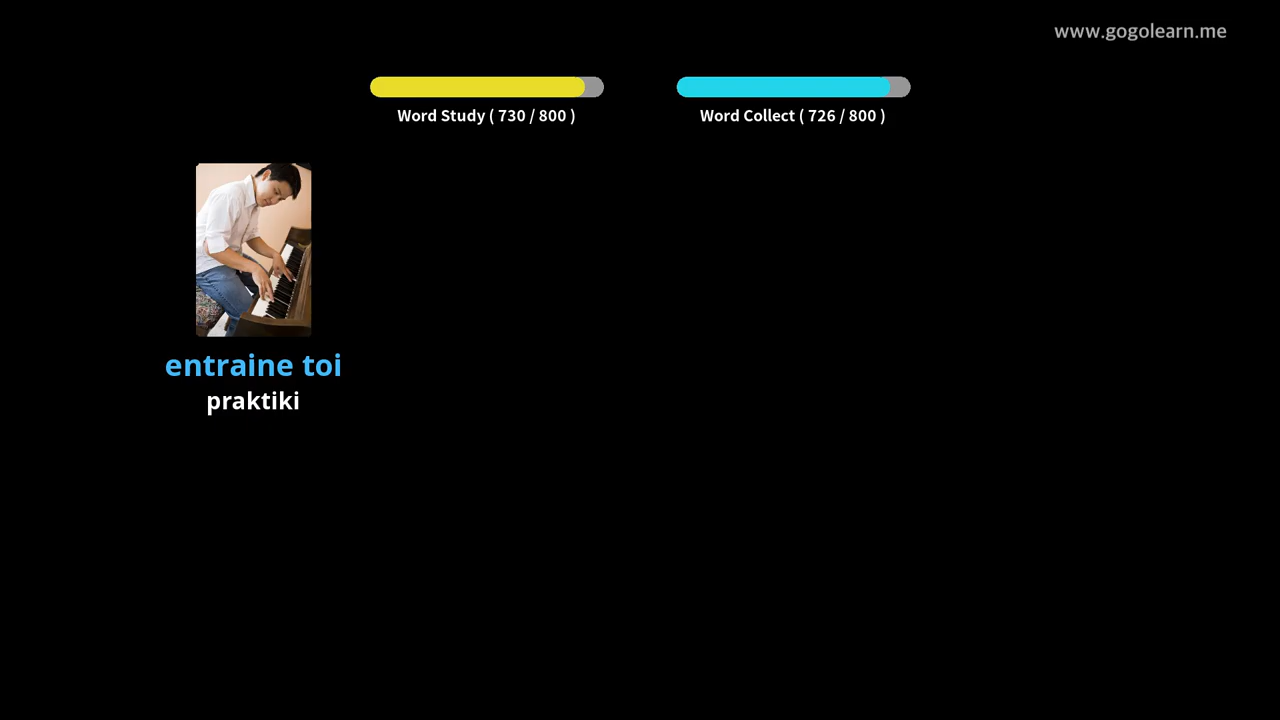 www.gogolearn.me
Word Study ( 730 / 800 )
Word Collect ( 726 / 800 )
entraine toi
praktiki